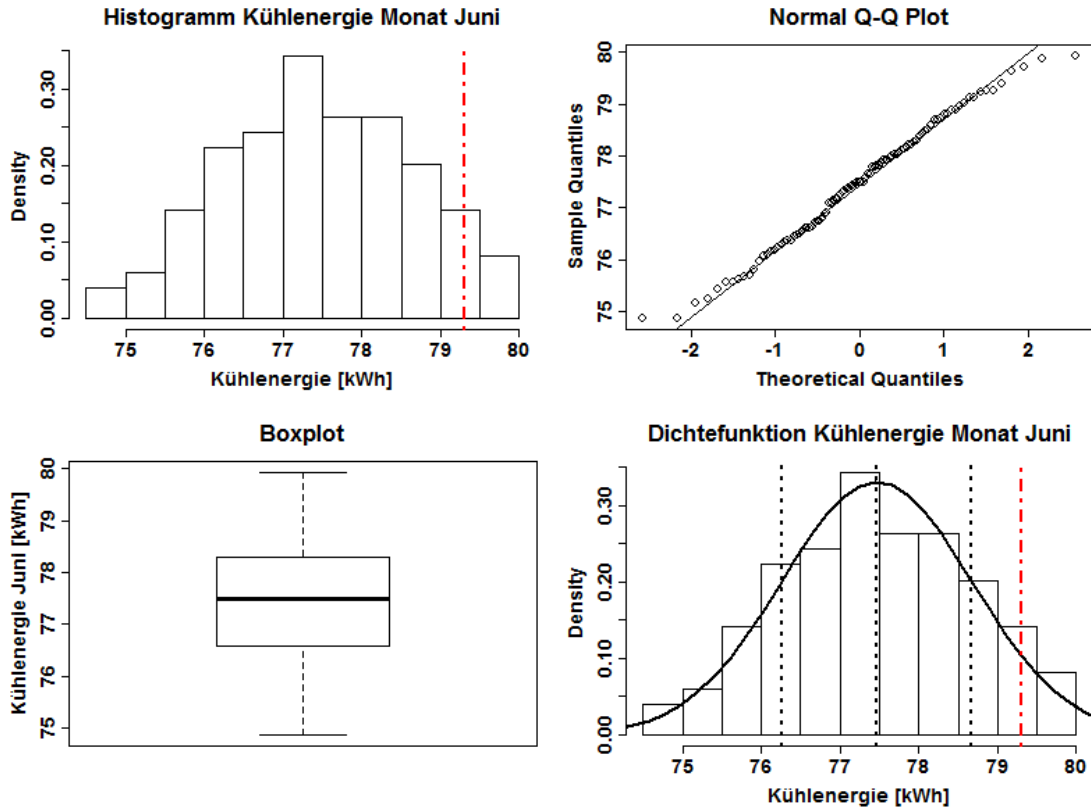 Histogramm Kühlenergie Monat Juni
Density
0.00 0.10 0.20 0.30
75 76 77 78 79 80
Kühlenergie [kWh]
Normal Q-Q Plot
Sample Quantiles
75 76 77 78 79 80
-2 -1 0 1 2
Theoretical Quantiles
Boxplot
Kühlenergie Juni [kWh]
75 76 77 78 79 80
Dichtefunktion Kühlenergie Monat Juni
Density
0.00 0.10 0.20 0.30
75 76 77 78 79 80
Kühlenergie [kWh]